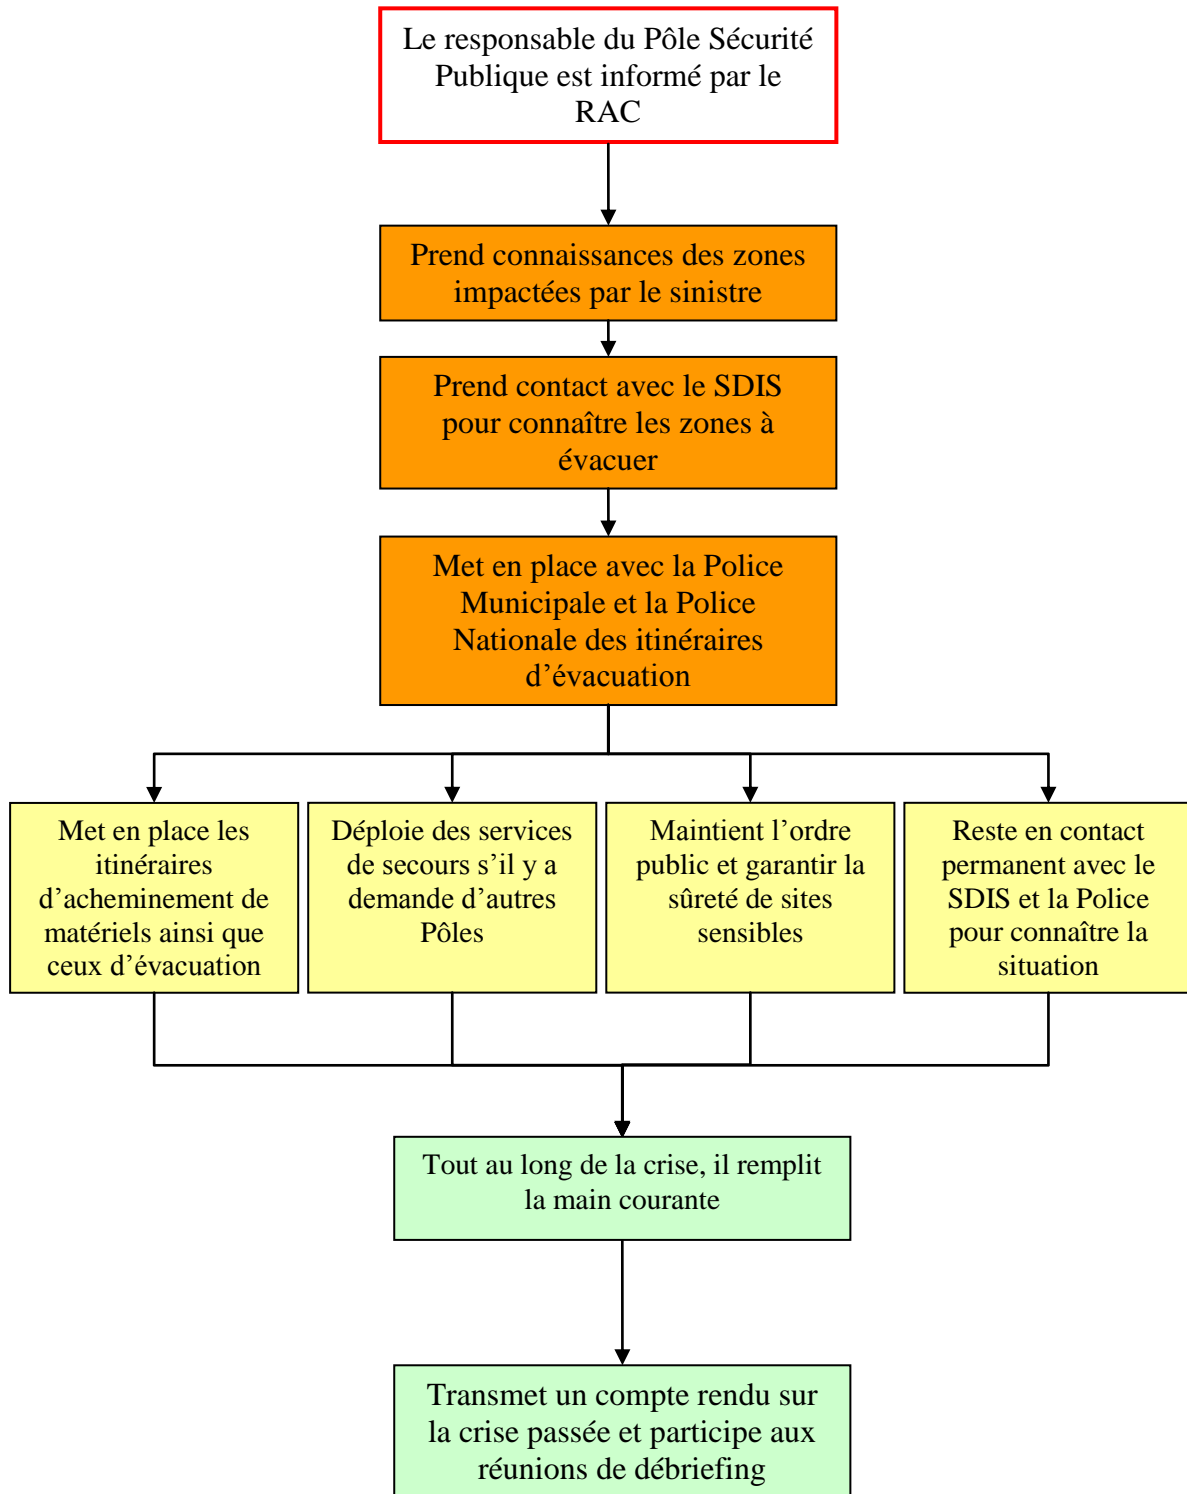 Le responsable du Pôle Sécurité
Publique est informé par le
RAC
Prend connaissances des zones
impactées par le sinistre
Prend contact avec le SDIS
pour connaître les zones à
évacuer
Met en place avec la Police
Municipale et la Police
Nationale des itinéraires
d’évacuation
Met en place les
itinéraires
d’acheminement de
matériels ainsi que
ceux d’évacuation
Déploie des services
de secours s’il y a
demande d’autres
Pôles
Maintient l’ordre
public et garantir la
sûreté de sites
sensibles
Reste en contact
permanent avec le
SDIS et la Police
pour connaître la
situation
Tout au long de la crise, il remplit
la main courante
Transmet un compte rendu sur
la crise passée et participe aux
réunions de débriefing